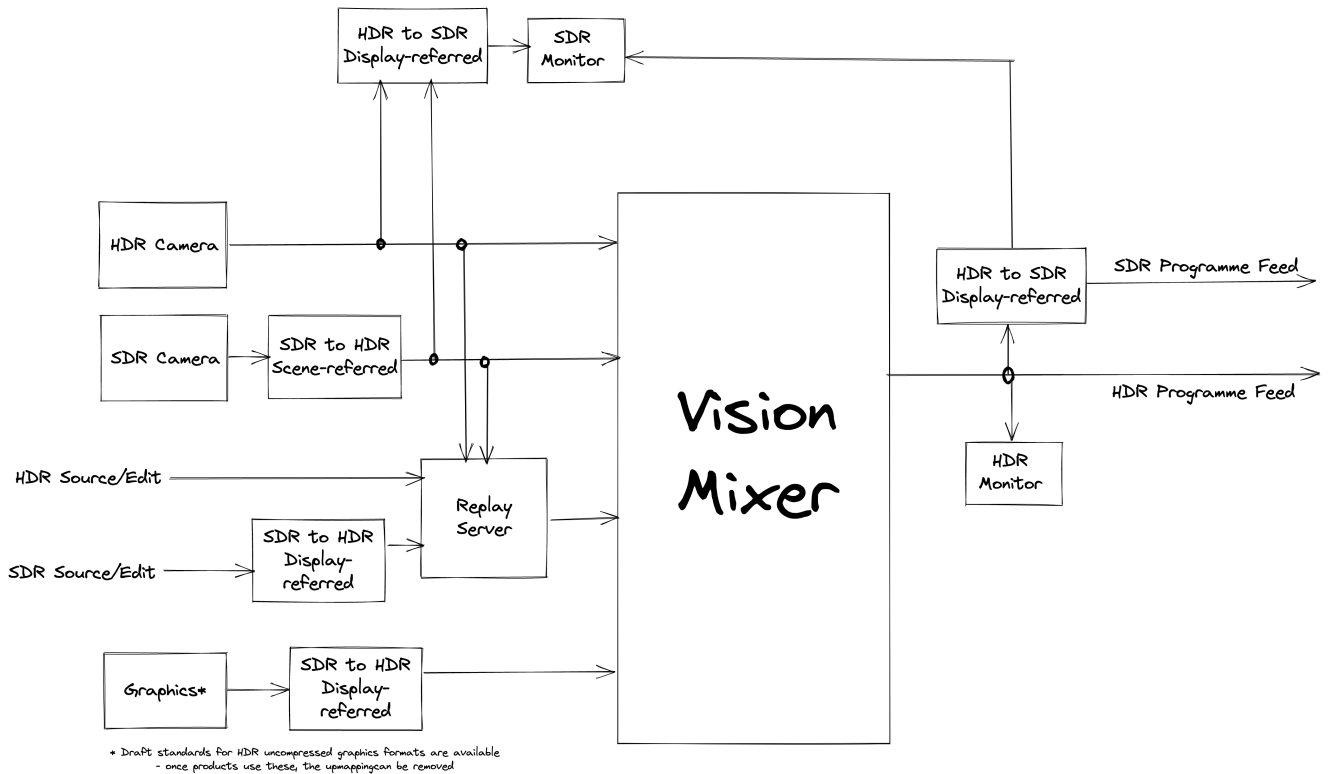 HDR to SDR
Display-referred
SDR
Monitor
HDR Camera
SDR Camera
SDR to HDR
Scene-referred
HDR Source/Edit
SDR Source/Edit
SDR to HDR
Display-
referred
Replay
Server
Graphics*
SDR to HDR
Display-
referred
* Draft standards for HDR uncompressed graphics formats are available
- once products use these, the upmappingcan be removed
Vision
Mixer
HDR to SDR
Display-referred
SDR Programme Feed
HDR Programme Feed
HDR
Monitor